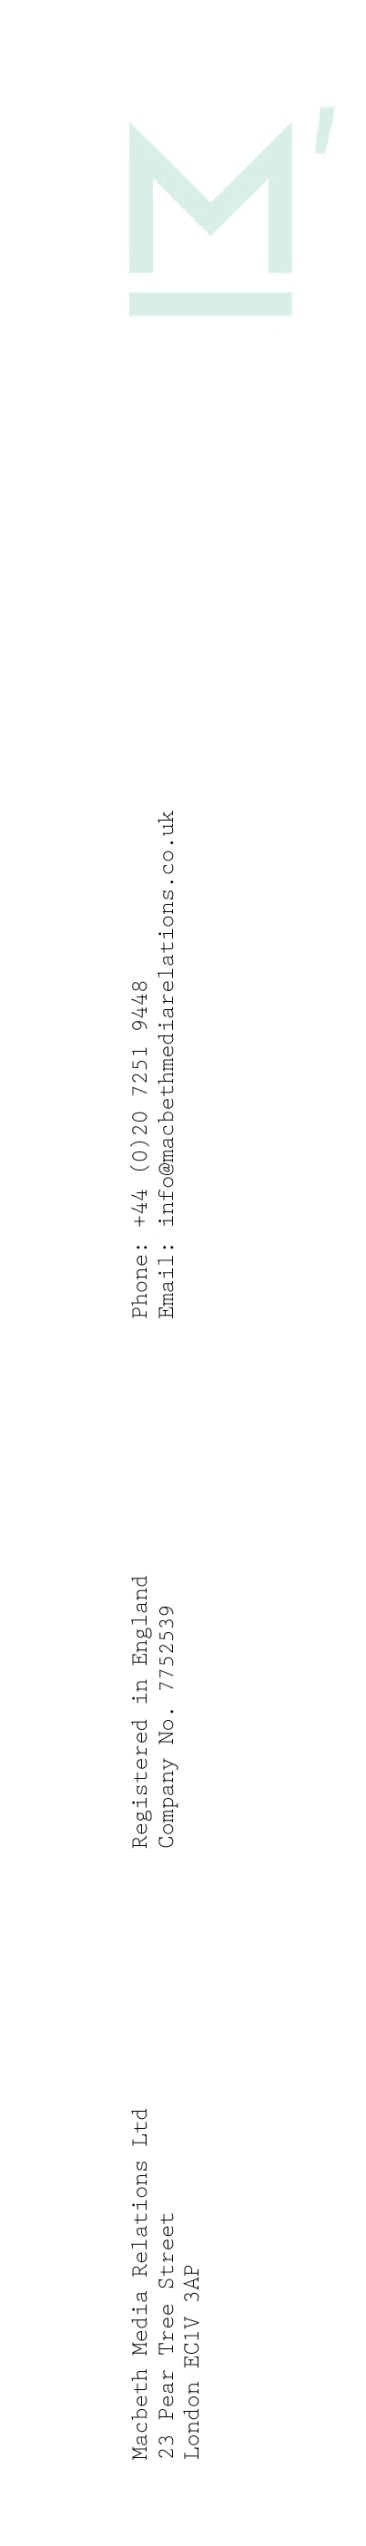 M'
Macbeth Media Relations Ltd
23 Pear Tree Street
London EC1V 3AP
Registered in England
Company No. 7752539
Phone: +44 (0)20 7251 9448
Email: info@macbethmediarelations.co.uk